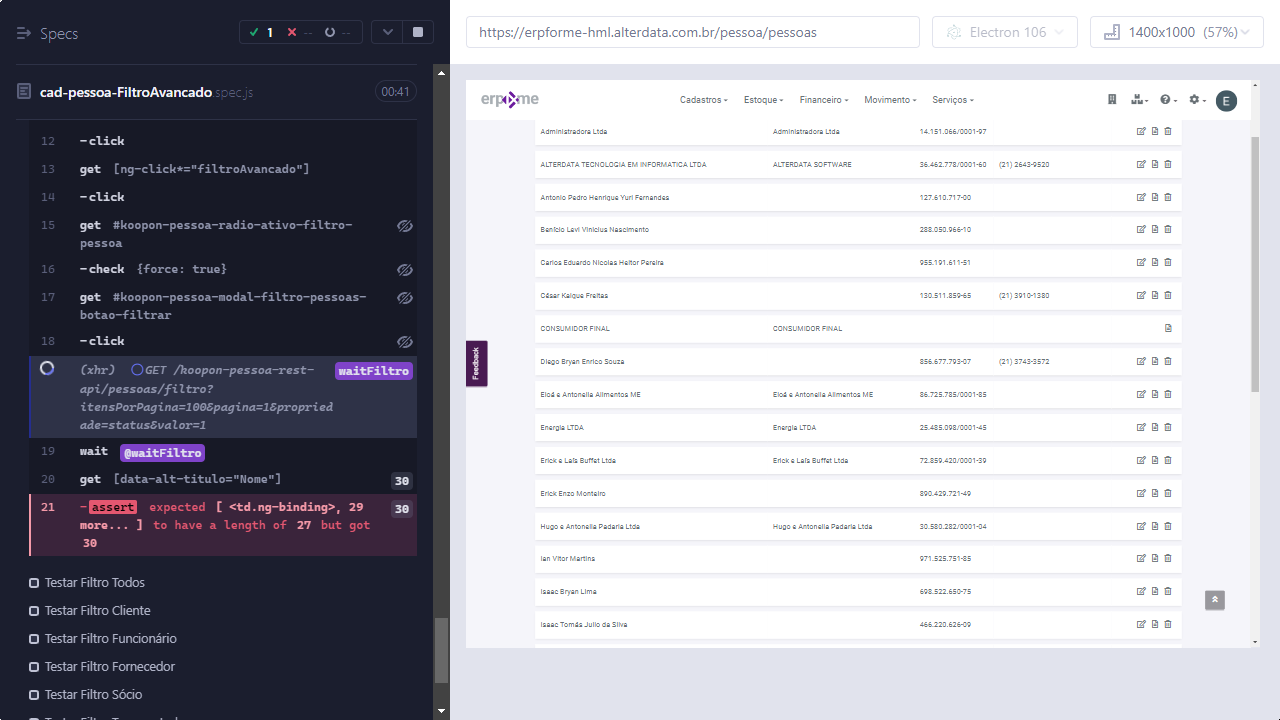 Specs
1
--
--
https://erpforme-hml.alterdata.com.br/pessoa/pessoas
Electron 106
1400x1000 (57%)
cad-pessoa-FiltroAvancado.spec.js
00:41
12 -click
13 get [ng-click*="filtroAvancado"]
14 -click
15 get #koopon-pessoa-radio-ativo-filtro-
pessoa
16 -check {force: true}
17 get #koopon-pessoa-modal-filtro-pessoas-
botao-filtrar
18 -click
(xhr) GET /koopon-pessoa-rest- waitFiltro
api/pessoas/filtro?
itensPorPagina=100&pagina=1&propried
ade=status&valor=1
19 wait @waitFiltro
20 get [data-alt-titulo="Nome"] 30
21 -assert expected [ <td.ng-binding>, 29 30
more... ] to have a length of 27 but got
30
Testar Filtro Todos
Testar Filtro Cliente
Testar Filtro Funcionário
Testar Filtro Fornecedor
Testar Filtro Sócio
erpme
Cadastros
Estoque
Financeiro
Movimento
Serviços
E
Administradora Ltda Administradora Ltda 14.151.066/0001-97
ALTERDATA TECNOLOGIA EM INFORMATICA LTDA ALTERDATA SOFTWARE 36.462.778/0001-60 (21) 2643-9520
Antonio Pedro Henrique Yuri Fernandes 127.610.717-00
Benício Levi Vinicius Nascimento 288.050.966-10
Carlos Eduardo Nicolas Heitor Pereira 955.191.611-51
César Kaique Freitas 130.511.859-65 (21) 3910-1380
CONSUMIDOR FINAL CONSUMIDOR FINAL
Diego Bryan Enrico Souza 856.677.793-07 (21) 3743-3572
Eloá e Antonella Alimentos ME Eloá e Antonella Alimentos ME 86.725.785/0001-85
Energia LTDA Energia LTDA 25.485.098/0001-45
Erick e Laís Buffet Ltda Erick e Laís Buffet Ltda 72.859.420/0001-39
Erick Enzo Monteiro 890.429.721-49
Hugo e Antonella Padaria Ltda Hugo e Antonella Padaria Ltda 30.580.282/0001-04
Ian Vitor Martins 971.525.751-85
Isaac Bryan Lima 698.522.650-75
Isaac Tomás Julio da Silva 466.220.626-09
Feedback